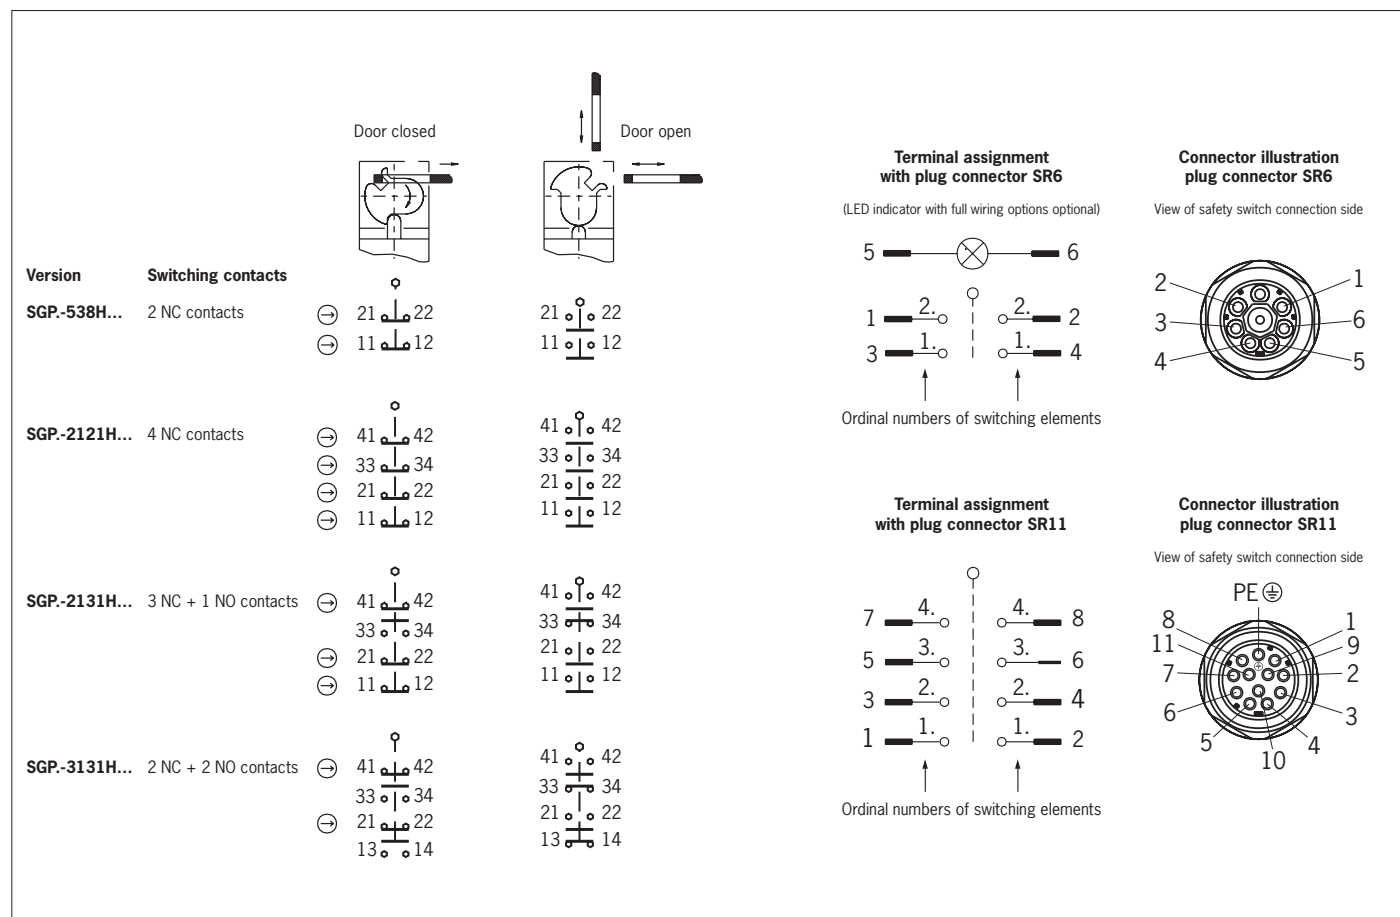 Door closed
Door open
Version Switching contacts
SGP.-538H... 2 NC contacts
21 22 21 22
11 12 11 12
SGP.-2121H... 4 NC contacts
41 42 41 42
33 34 33 34
21 22 21 22
11 12 11 12
SGP.-2131H... 3 NC + 1 NO contacts
41 42 41 42
33 34 33 34
21 22 21 22
11 12 11 12
SGP.-3131H... 2 NC + 2 NO contacts
41 42 41 42
33 34 33 34
21 22 21 22
13 14 13 14
Terminal assignment
with plug connector SR6
(LED indicator with full wiring options optional)
5 6
1 2. 2. 2
3 1. 1. 4
Ordinal numbers of switching elements
Connector illustration
plug connector SR6
View of safety switch connection side
2 1
3 6
4 5
Terminal assignment
with plug connector SR11
7 4. 4. 8
5 3. 3. 6
3 2. 2. 4
1 1. 1. 2
Ordinal numbers of switching elements
Connector illustration
plug connector SR11
View of safety switch connection side
PE
8 1
11 9
7 2
6 3
5 4
10